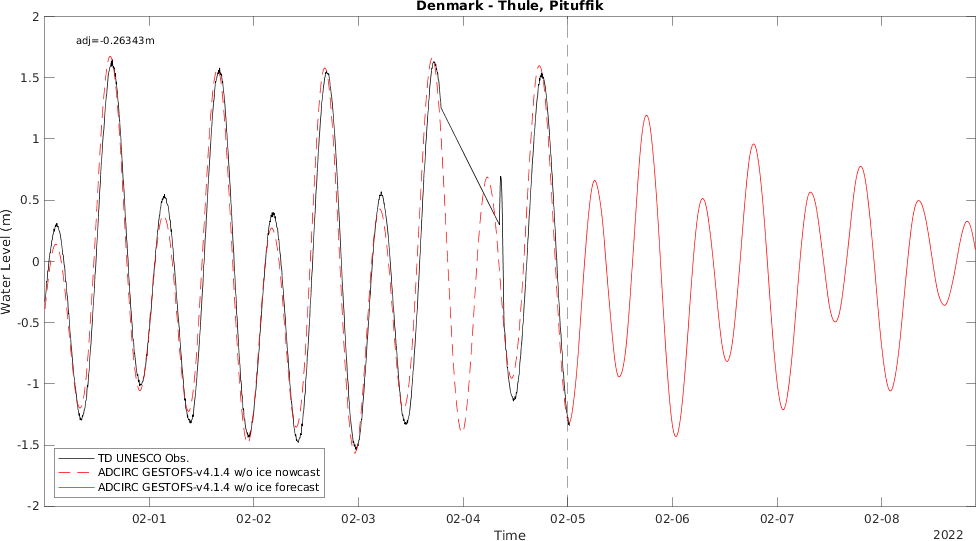 Denmark - Thule, Pituffik
adj=-0.26343m
2
1.5
1
0.5
0
-0.5
-1
-1.5
-2
Water Level (m)
TD UNESCO Obs.
ADCIRC GESTOFS-v4.1.4 w/o ice nowcast
ADCIRC GESTOFS-v4.1.4 w/o ice forecast
02-01 02-02 02-03 02-04 02-05 02-06 02-07 02-08
Time
2022